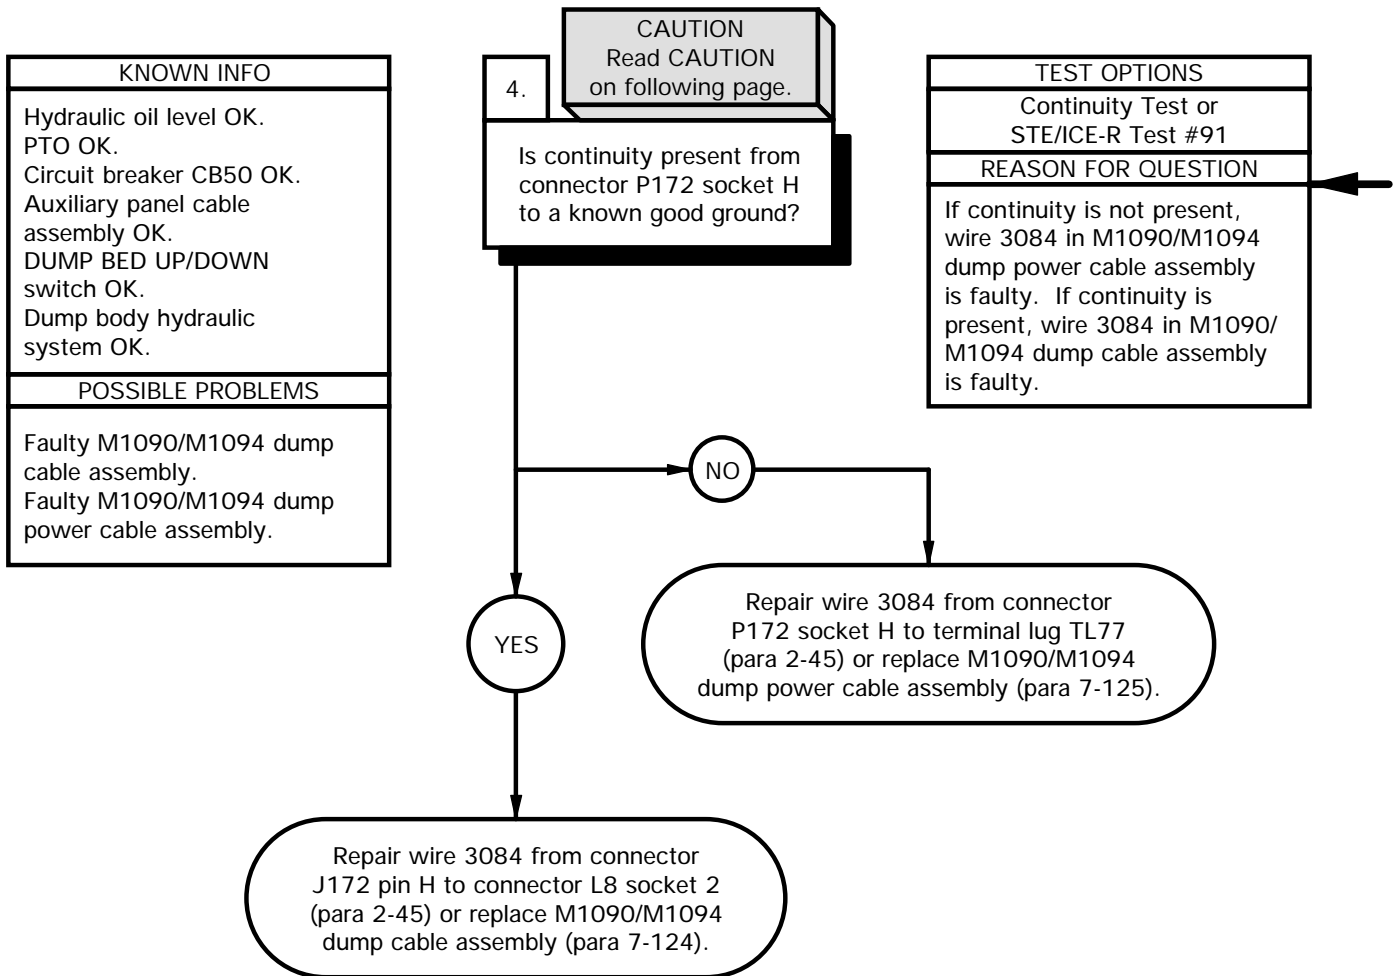 KNOWN INFO
Hydraulic oil level OK.
PTO OK.
Circuit breaker CB50 OK.
Auxiliary panel cable
assembly OK.
DUMP BED UP/DOWN
switch OK.
Dump body hydraulic
system OK.
POSSIBLE PROBLEMS
Faulty M1090/M1094 dump
cable assembly.
Faulty M1090/M1094 dump
power cable assembly.
CAUTION
Read CAUTION
on following page.
4.
Is continuity present from
connector P172 socket H
to a known good ground?
TEST OPTIONS
Continuity Test or
STE/ICE-R Test #91
REASON FOR QUESTION
If continuity is not present,
wire 3084 in M1090/M1094
dump power cable assembly
is faulty.  If continuity is
present, wire 3084 in M1090/
M1094 dump cable assembly
is faulty.
NO
Repair wire 3084 from connector
P172 socket H to terminal lug TL77
(para 2-45) or replace M1090/M1094
dump power cable assembly (para 7-125).
YES
Repair wire 3084 from connector
J172 pin H to connector L8 socket 2
(para 2-45) or replace M1090/M1094
dump cable assembly (para 7-124).